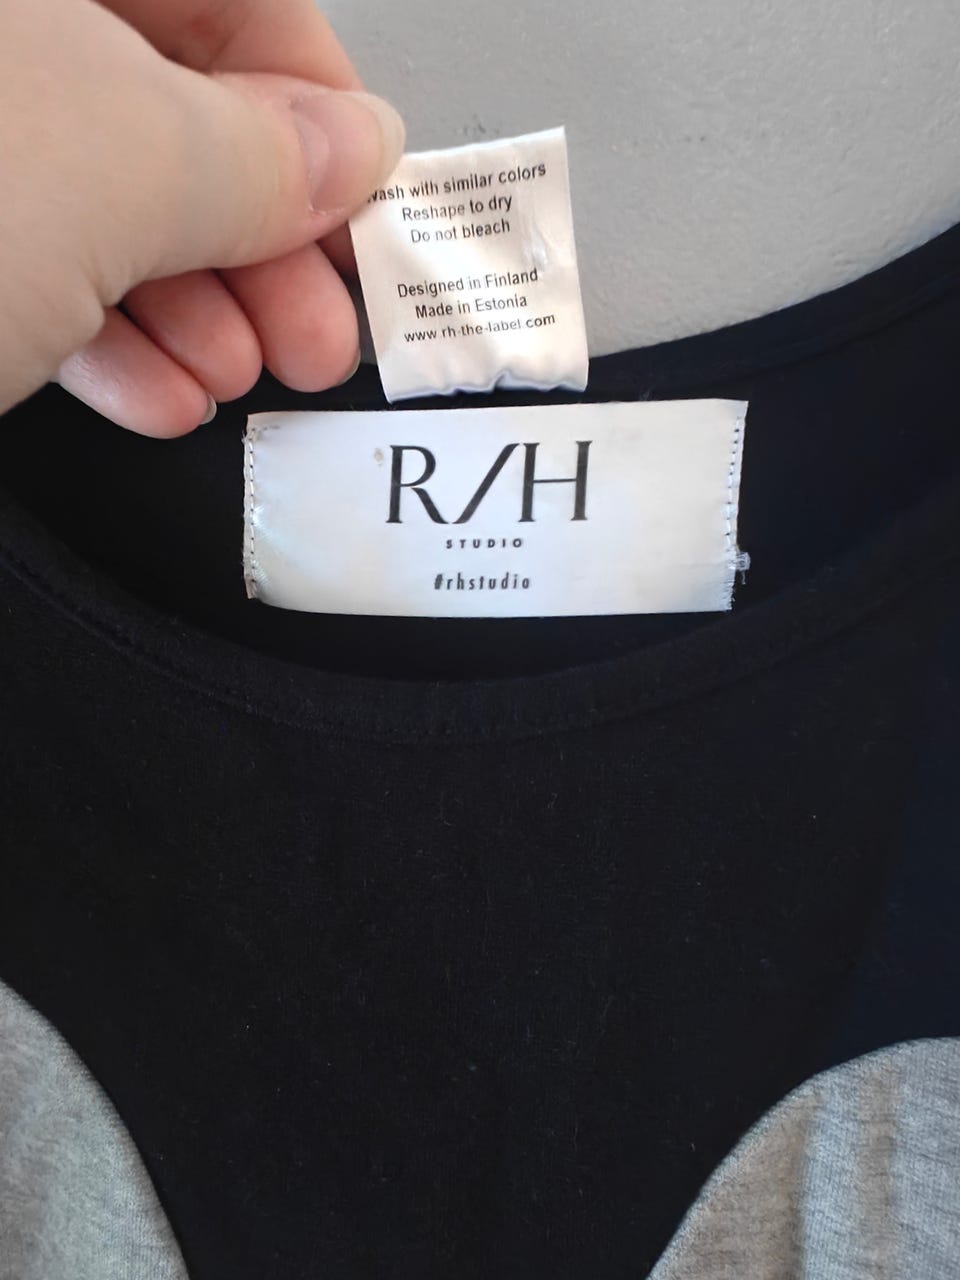 Wash with similar colors
Reshape to dry
Do not bleach
Designed in Finland
Made in Estonia
www.rh-the-label.com
R/H
STUDIO
#rhstudio